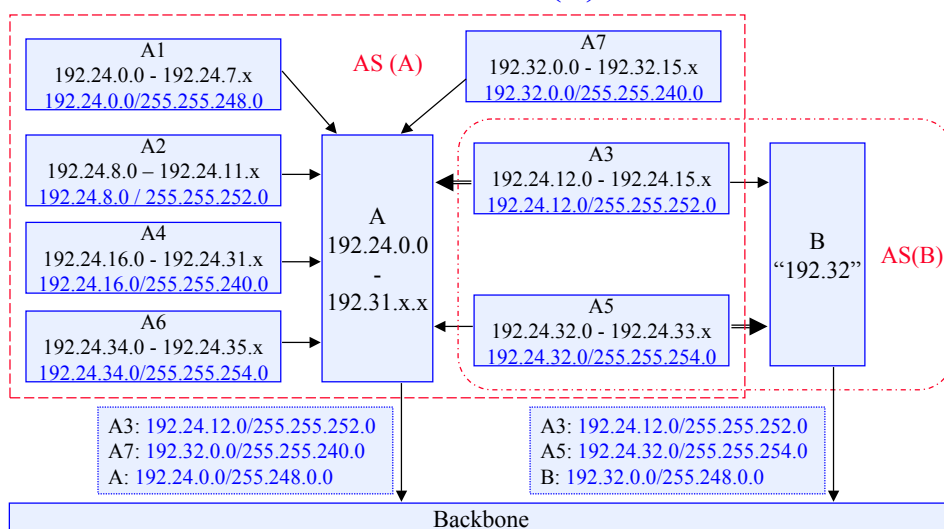 A1
192.24.0.0 - 192.24.7.x
192.24.0.0/255.255.248.0
AS (A)
A7
192.32.0.0 - 192.32.15.x
192.32.0.0/255.255.240.0
A2
192.24.8.0 – 192.24.11.x
192.24.8.0 / 255.255.252.0
A3
192.24.12.0 - 192.24.15.x
192.24.12.0/255.255.252.0
A4
192.24.16.0 - 192.24.31.x
192.24.16.0/255.255.240.0
A
192.24.0.0
-
192.31.x.x
B
“192.32”
AS(B)
A6
192.24.34.0 - 192.24.35.x
192.24.34.0/255.255.254.0
A5
192.24.32.0 - 192.24.33.x
192.24.32.0/255.255.254.0
A3: 192.24.12.0/255.255.252.0
A7: 192.32.0.0/255.255.240.0
A: 192.24.0.0/255.248.0.0
A3: 192.24.12.0/255.255.252.0
A5: 192.24.32.0/255.255.254.0
B: 192.32.0.0/255.248.0.0
Backbone